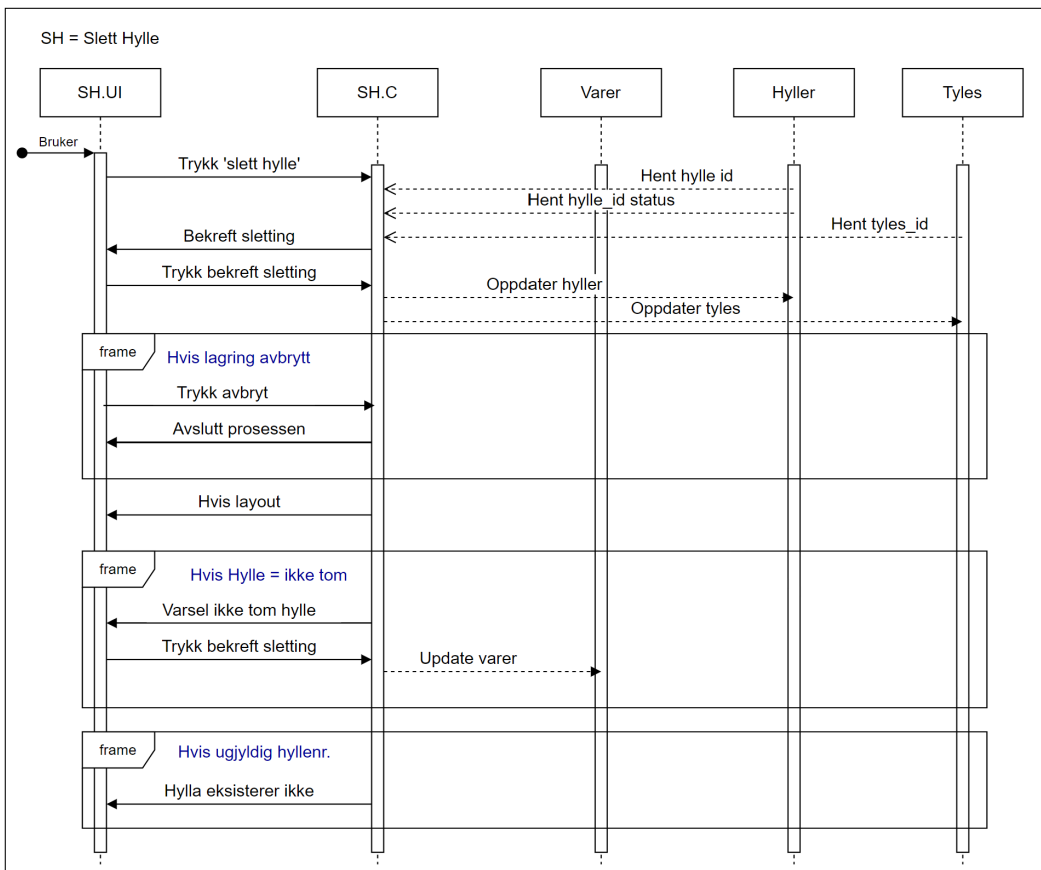 SH = Slett Hylle
SH.UI
SH.C
Varer
Hyller
Tyles
Bruker
Trykk 'slett hylle'
Hent hylle id
Hent hylle_id status
Hent tyles_id
Bekreft sletting
Trykk bekreft sletting
Oppdater hyller
Oppdater tyles
frame
Hvis lagring avbrytt
Trykk avbryt
Avslutt prosessen
Hvis layout
frame
Hvis Hylle = ikke tom
Varsel ikke tom hylle
Trykk bekreft sletting
Update varer
frame
Hvis ugjyldig hyllenr.
Hylla eksisterer ikke